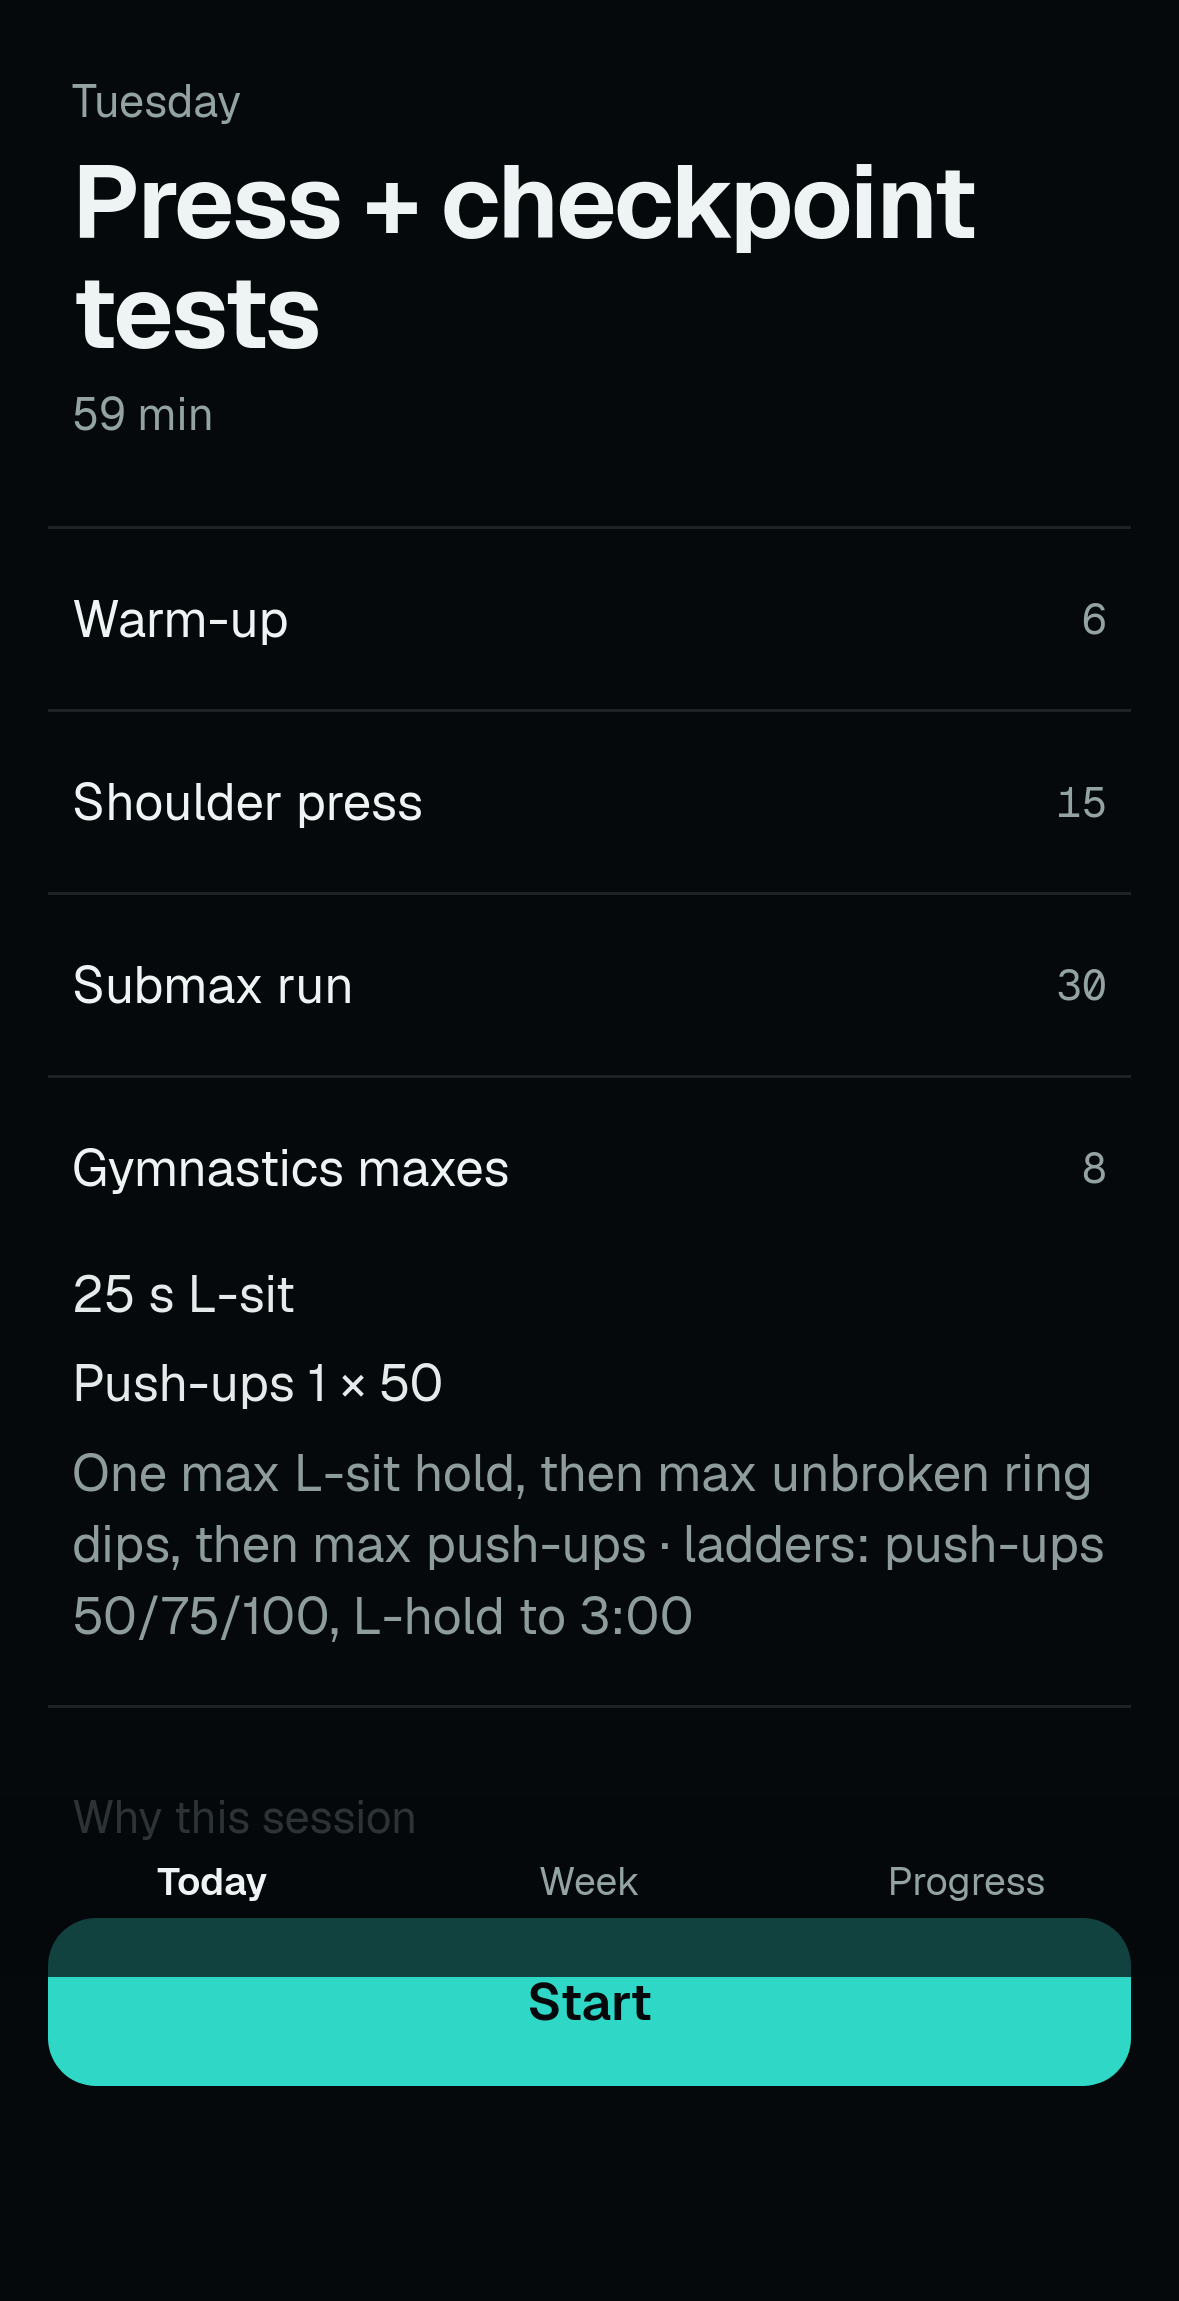 Tuesday
Press + checkpoint
tests
59 min
Warm-up 6
Shoulder press 15
Submax run 30
Gymnastics maxes 8
25 s L-sit
Push-ups 1 × 50
One max L-sit hold, then max unbroken ring
dips, then max push-ups · ladders: push-ups
50/75/100, L-hold to 3:00
Why this session
Today Week Progress
Start